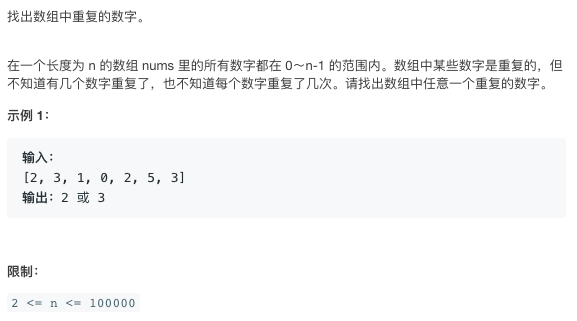 找出数组中重复的数字。
在一个长度为 n 的数组 nums 里的所有数字都在 0～n-1 的范围内。数组中某些数字是重复的，但
不知道有几个数字重复了，也不知道每个数字重复了几次。请找出数组中任意一个重复的数字。
示例 1：
输入：
[2, 3, 1, 0, 2, 5, 3]
输出：2 或 3
限制：
2 <= n <= 100000